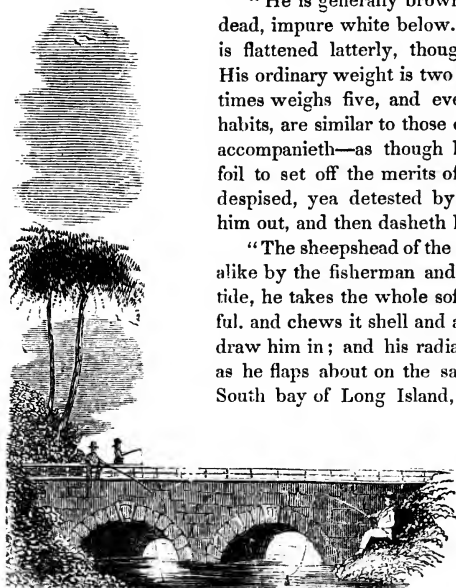 "He is generally brown
dead, impure white below.
is flattened latterly, thoug
His ordinary weight is two
times weighs five, and eve
habits, are similar to those
accompanieth—as though
foil to set off the merits of
despised, yea detested by
him out, and then dasheth
"The sheepshead of the
alike by the fisherman and
tide, he takes the whole sof
ful. and chews it shell and a
draw him in; and his radia
as he flaps about on the sa
South bay of Long Island,